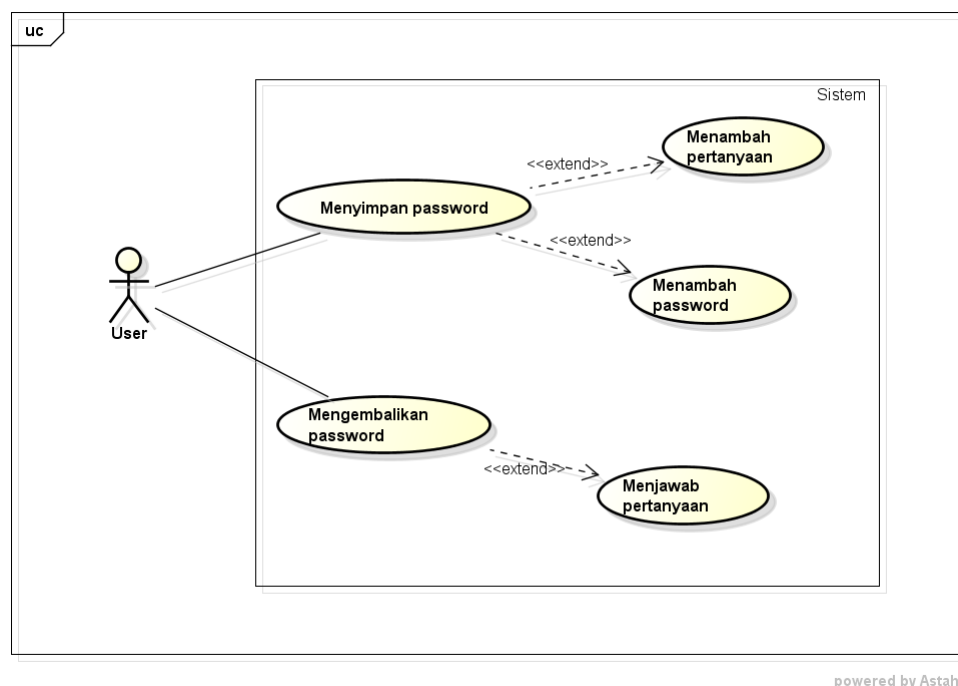 uc
Sistem
Menambah
pertanyaan
<<extend>>
Menyimpan password
<<extend>>
Menambah
password
User
Mengembalikan
password
<<extend>>
Menjawab
pertanyaan
powered by Astah